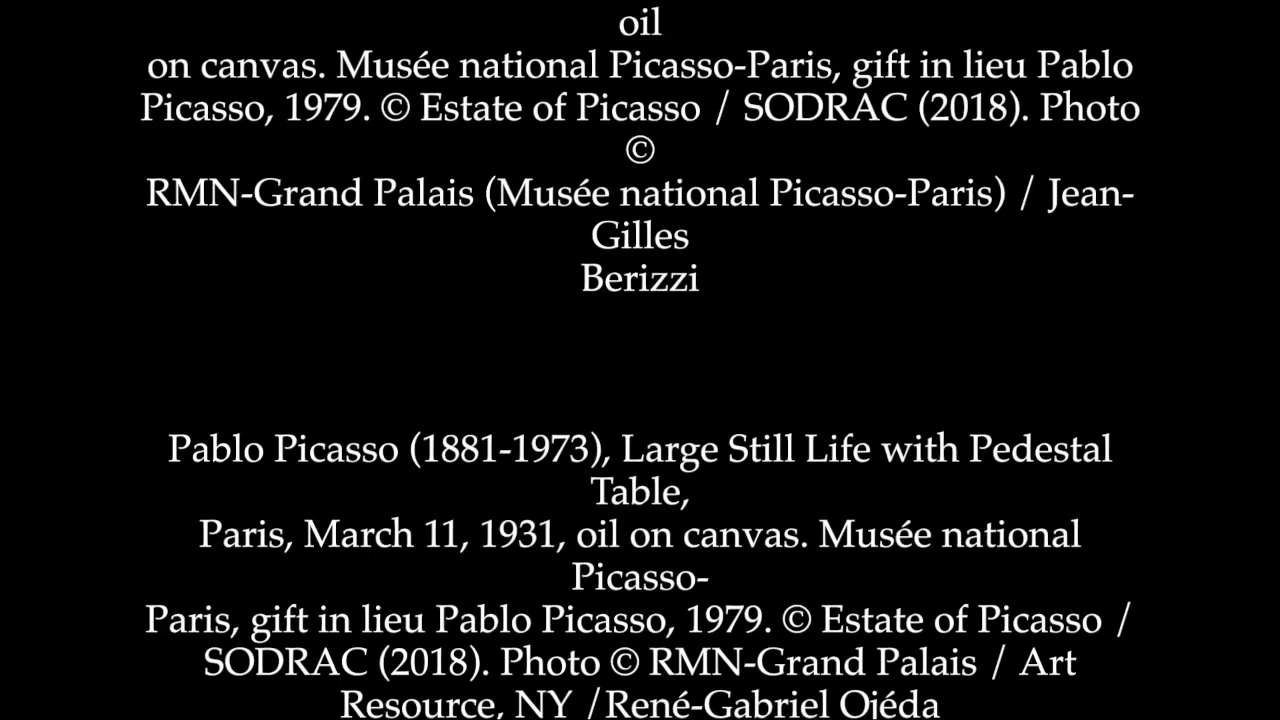 oil
on canvas. Musée national Picasso-Paris, gift in lieu Pablo
Picasso, 1979. © Estate of Picasso / SODRAC (2018). Photo
©
RMN-Grand Palais (Musée national Picasso-Paris) / Jean-
Gilles
Berizzi
Pablo Picasso (1881-1973), Large Still Life with Pedestal
Table,
Paris, March 11, 1931, oil on canvas. Musée national
Picasso-
Paris, gift in lieu Pablo Picasso, 1979. © Estate of Picasso /
SODRAC (2018). Photo © RMN-Grand Palais / Art
Resource, NY /René-Gabriel Ojéda